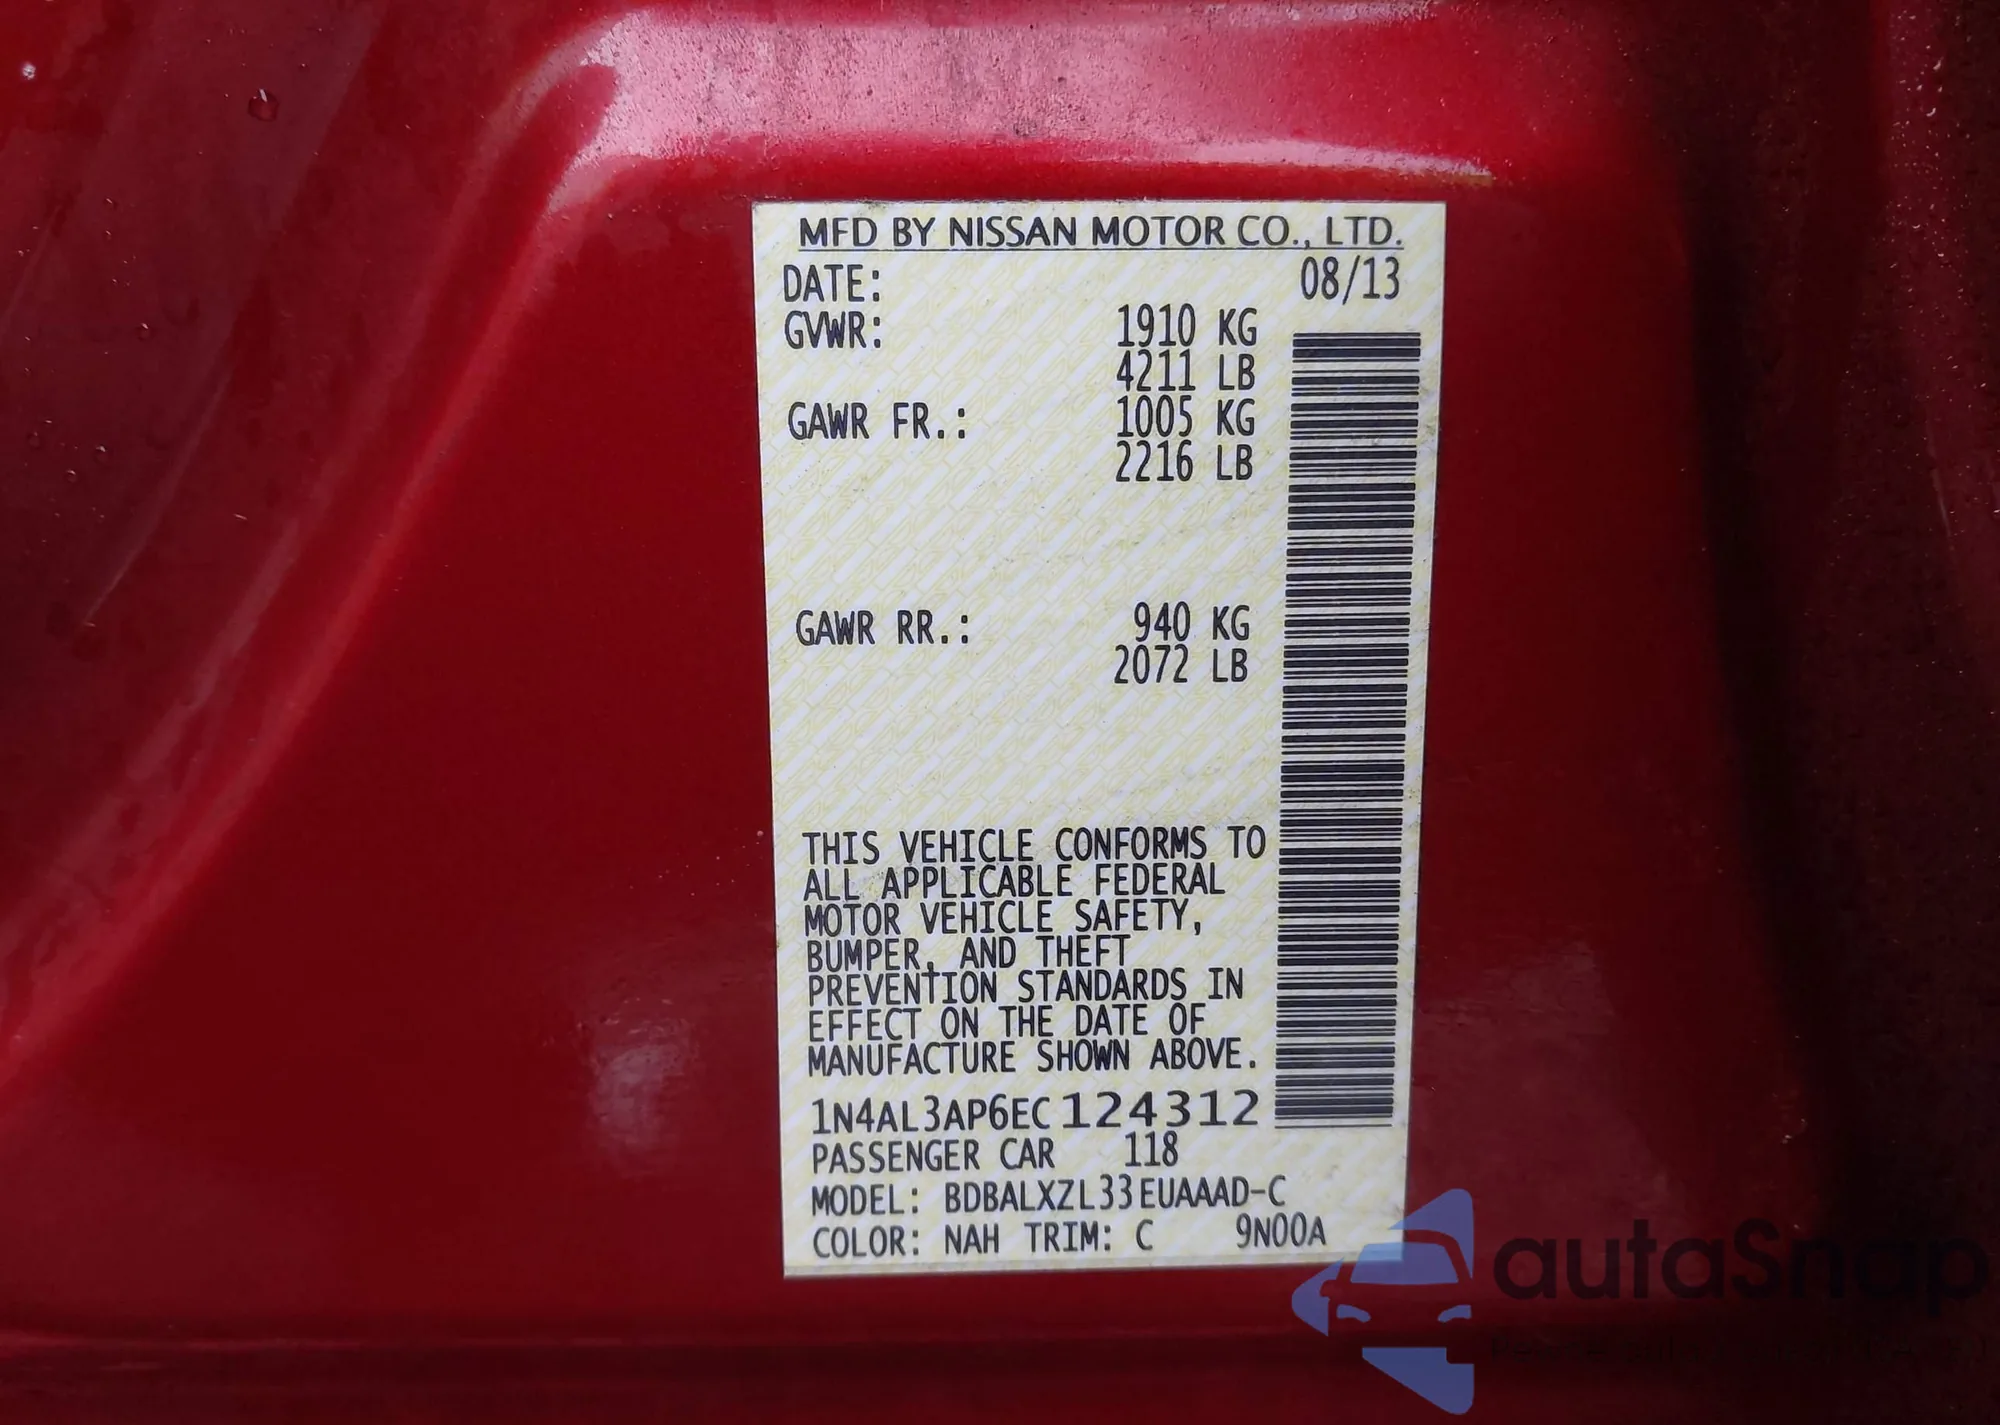 MFD BY NISSAN MOTOR CO., LTD.
DATE: 08/13
GVWR: 1910 KG
4211 LB
GAWR FR.: 1005 KG
2216 LB
GAWR RR.: 940 KG
2072 LB
THIS VEHICLE CONFORMS TO
ALL APPLICABLE FEDERAL
MOTOR VEHICLE SAFETY,
BUMPER, AND THEFT
PREVENTION STANDARDS IN
EFFECT ON THE DATE OF
MANUFACTURE SHOWN ABOVE.
1N4AL3AP6EC124312
PASSENGER CAR 118
MODEL: BDBALXZL33EUAAAD-C
COLOR: NAH TRIM: C 9N00A
autaSnap